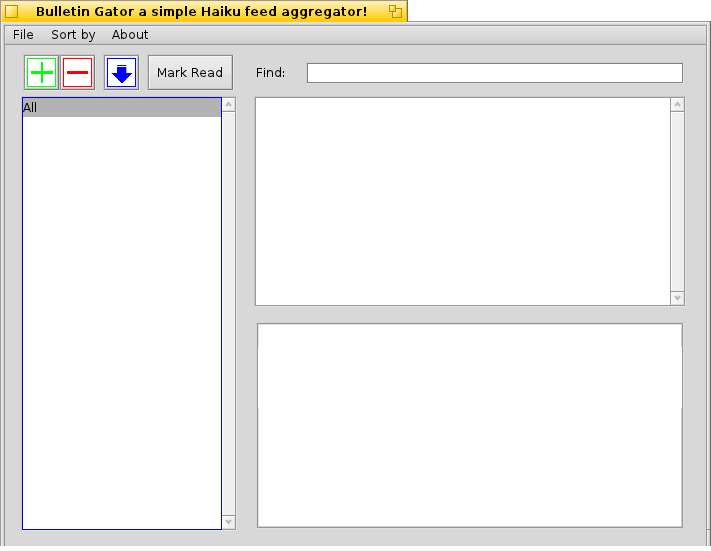 Bulletin Gator a simple Haiku feed aggregator!
File Sort by About
Mark Read Find:
All